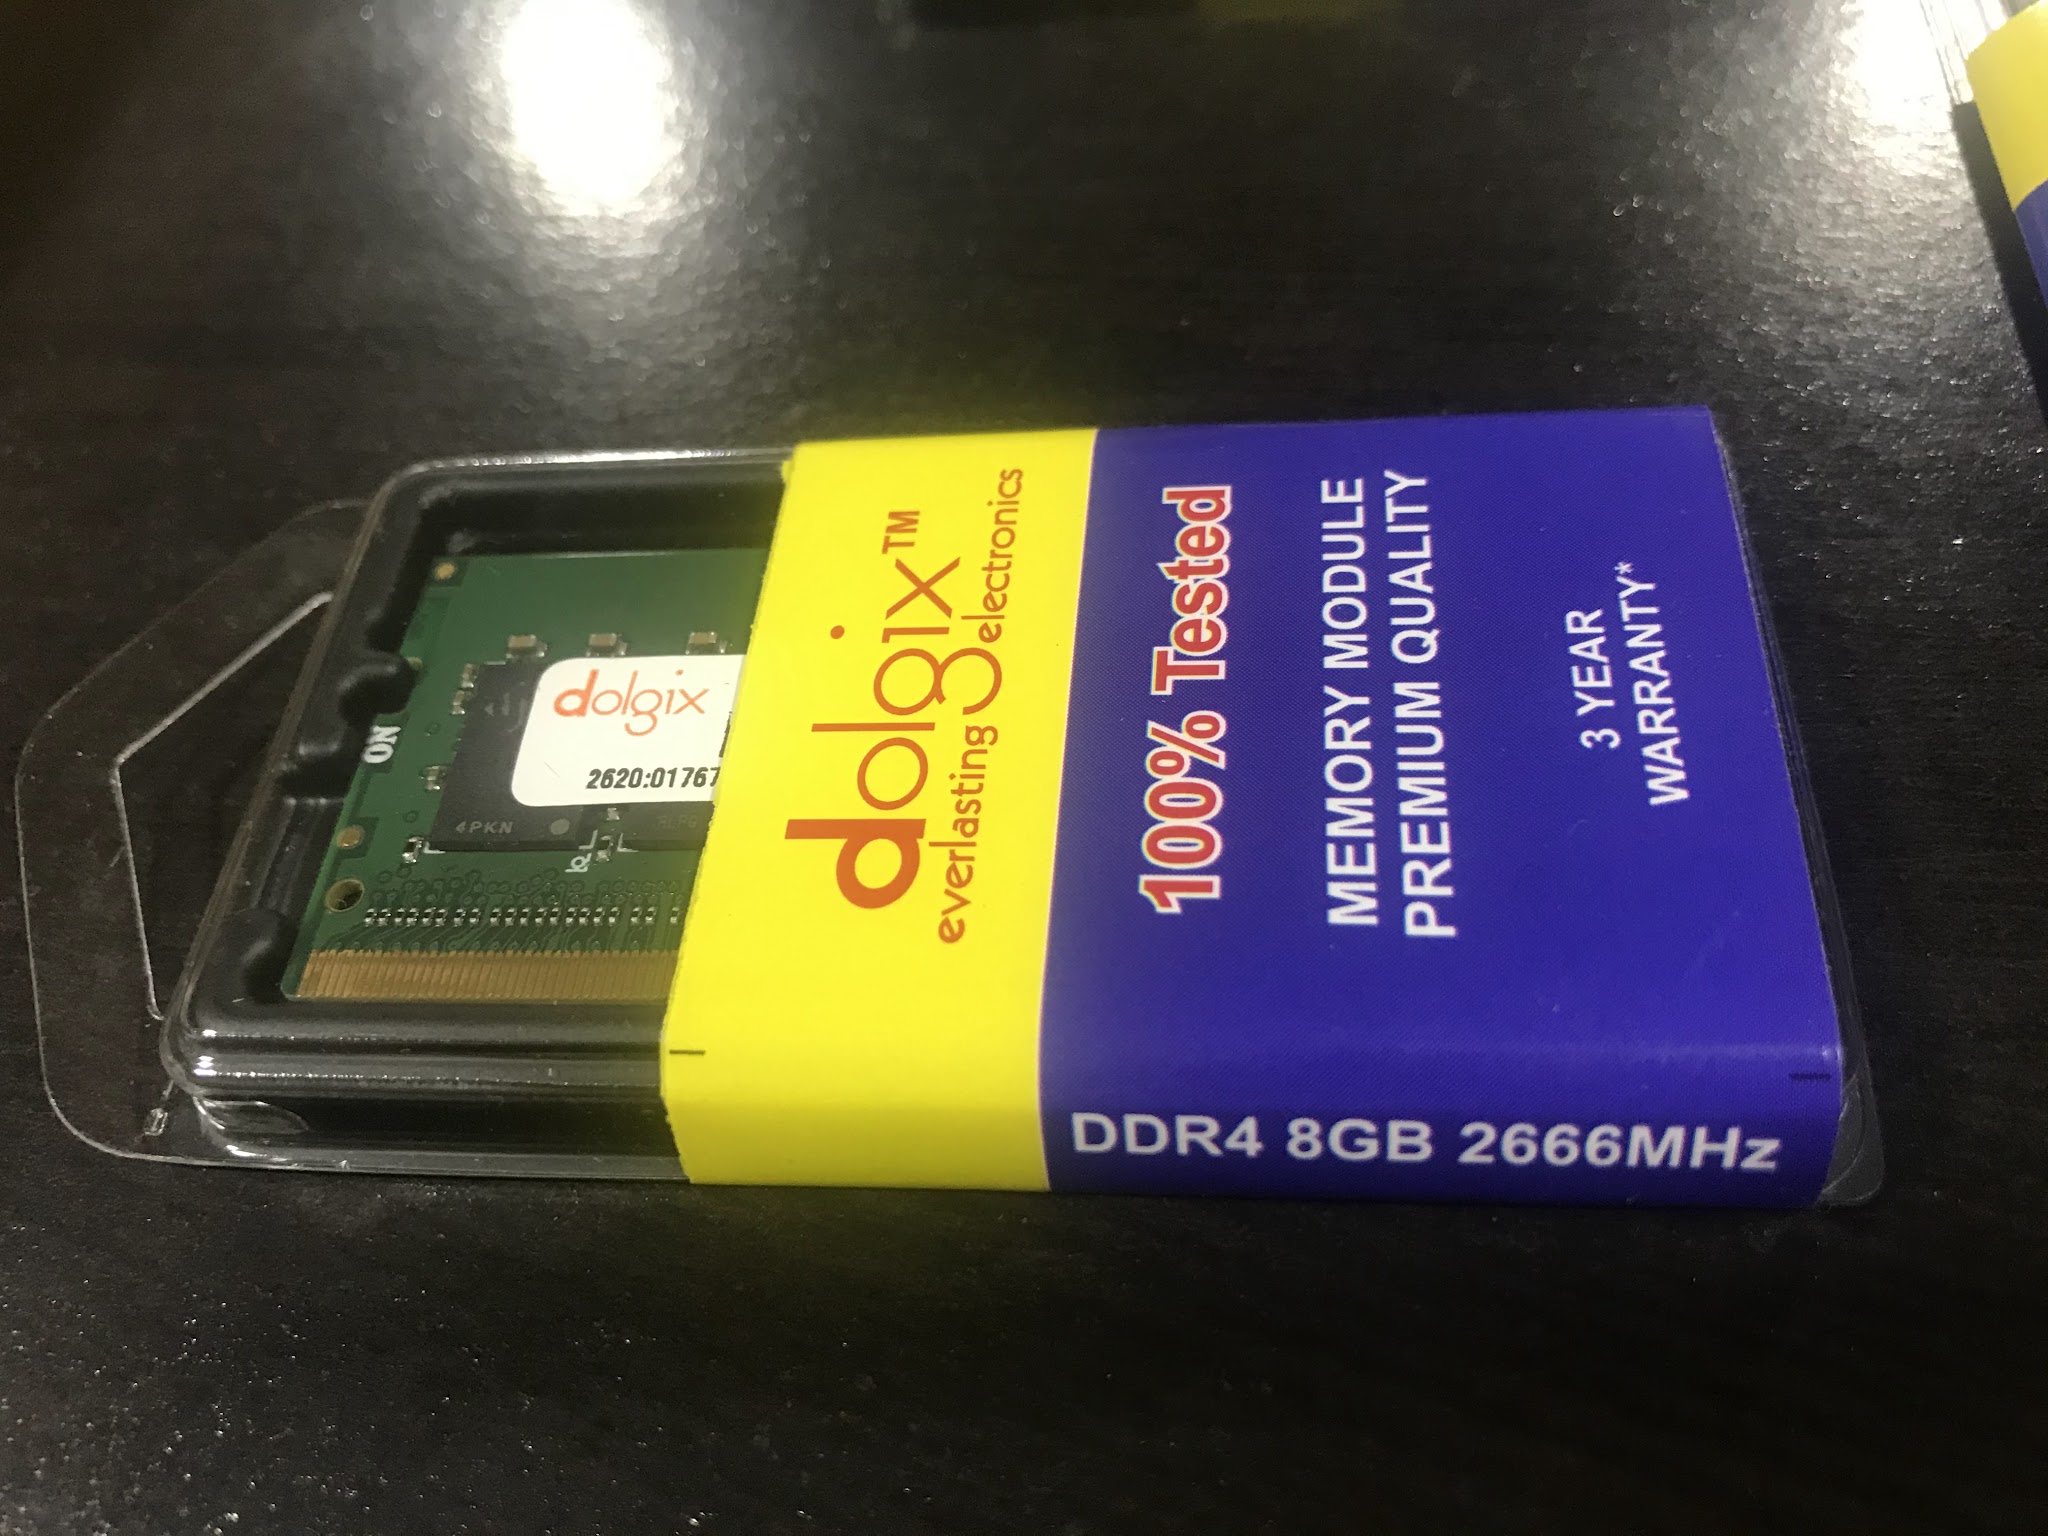 dolgix™
everlasting electronics
100% Tested
MEMORY MODULE
PREMIUM QUALITY
3 YEAR
WARRANTY*
DDR4 8GB 2666MHz
dolgix
2620:01767
4PKN
NO